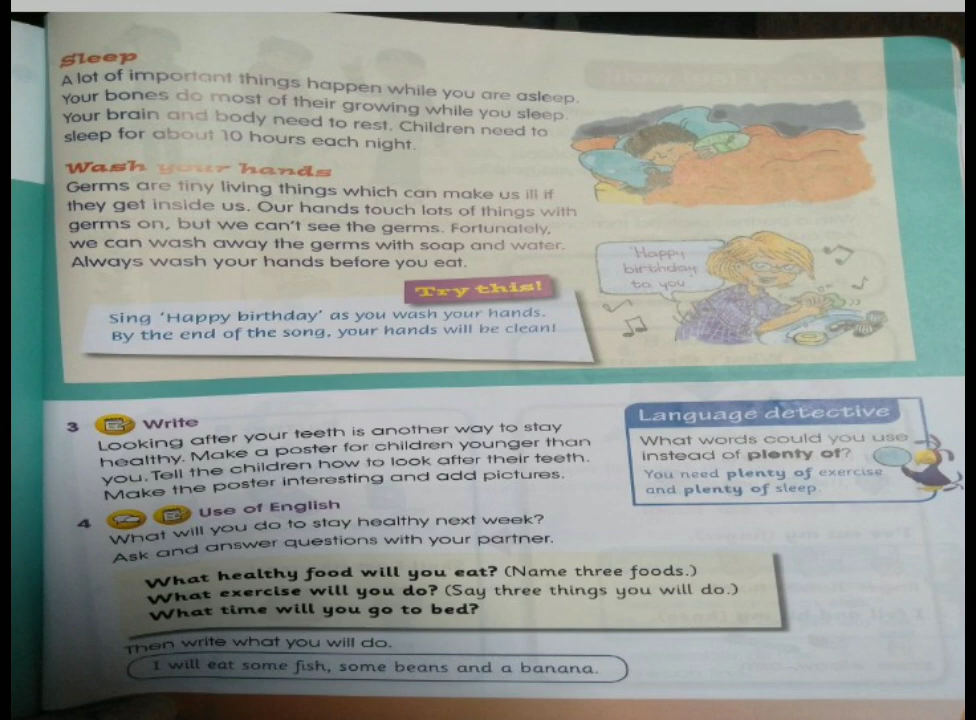 Sleep
A lot of important things happen while you are asleep.
Your bones do most of their growing while you sleep.
Your brain and body need to rest. Children need to
sleep for about 10 hours each night.
Wash your hands
Germs are tiny living things which can make us ill if
they get inside us. Our hands touch lots of things with
germs on, but we can't see the germs. Fortunately,
we can wash away the germs with soap and water.
Always wash your hands before you eat.
'Happy
birthday
to you'
Try this!
Sing 'Happy birthday' as you wash your hands.
By the end of the song, your hands will be clean!
3 Write
Looking after your teeth is another way to stay
healthy. Make a poster for children younger than
you. Tell the children how to look after their teeth.
Make the poster interesting and add pictures.
Language detective
What words could you use
instead of plenty of?
You need plenty of exercise
and plenty of sleep.
4 Use of English
What will you do to stay healthy next week?
Ask and answer questions with your partner.
What healthy food will you eat? (Name three foods.)
What exercise will you do? (Say three things you will do.)
What time will you go to bed?
Then write what you will do.
I will eat some fish, some beans and a banana.